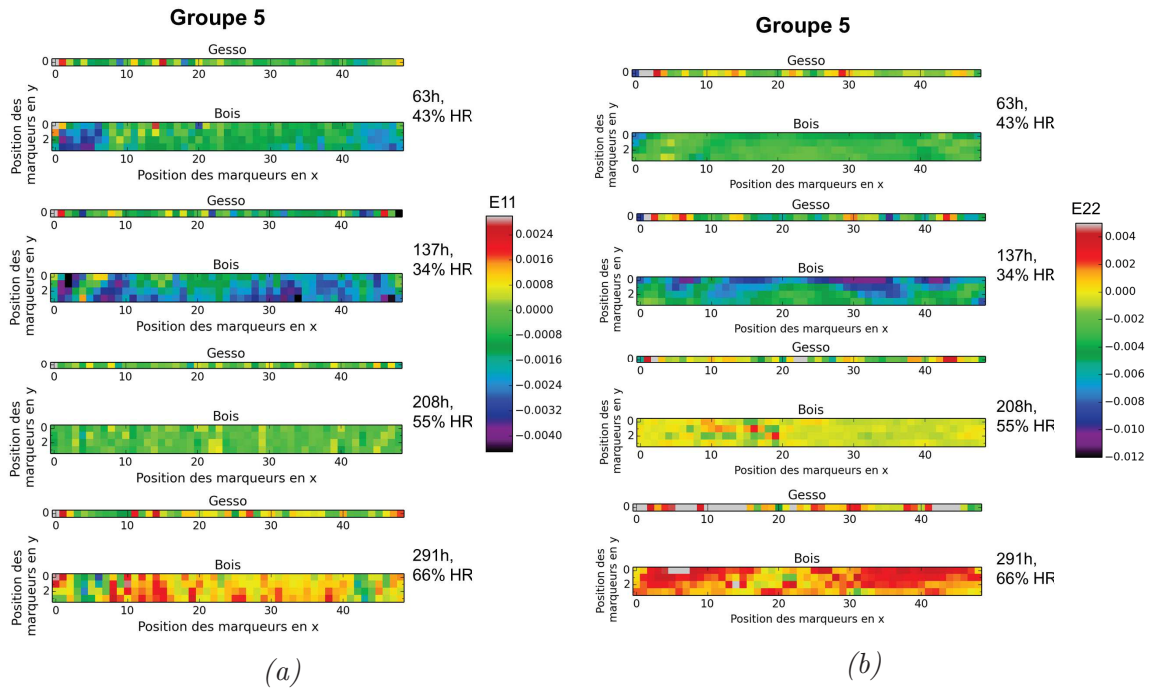 Groupe 5
Gesso
0
0 10 20 30 40
63h,
43% HR
Bois
0
2
0 10 20 30 40
Position des
marqueurs en y
Position des marqueurs en x
Gesso
0
0 10 20 30 40
137h,
34% HR
Bois
0
2
0 10 20 30 40
Position des
marqueurs en y
Position des marqueurs en x
Gesso
0
0 10 20 30 40
208h,
55% HR
Bois
0
2
0 10 20 30 40
Position des
marqueurs en y
Position des marqueurs en x
Gesso
0
0 10 20 30 40
291h,
66% HR
Bois
0
2
0 10 20 30 40
Position des
marqueurs en y
Position des marqueurs en x
E11
0.0024
0.0016
0.0008
0.0000
−0.0008
−0.0016
−0.0024
−0.0032
−0.0040
(a)
Groupe 5
Gesso
0
0 10 20 30 40
63h,
43% HR
Bois
0
2
0 10 20 30 40
Position des
marqueurs en y
Position des marqueurs en x
Gesso
0
0 10 20 30 40
137h,
34% HR
Bois
0
2
0 10 20 30 40
Position des
marqueurs en y
Position des marqueurs en x
Gesso
0
0 10 20 30 40
208h,
55% HR
Bois
0
2
0 10 20 30 40
Position des
marqueurs en y
Position des marqueurs en x
Gesso
0
0 10 20 30 40
291h,
66% HR
Bois
0
2
0 10 20 30 40
Position des
marqueurs en y
Position des marqueurs en x
E22
0.004
0.002
0.000
−0.002
−0.004
−0.006
−0.008
−0.010
−0.012
(b)